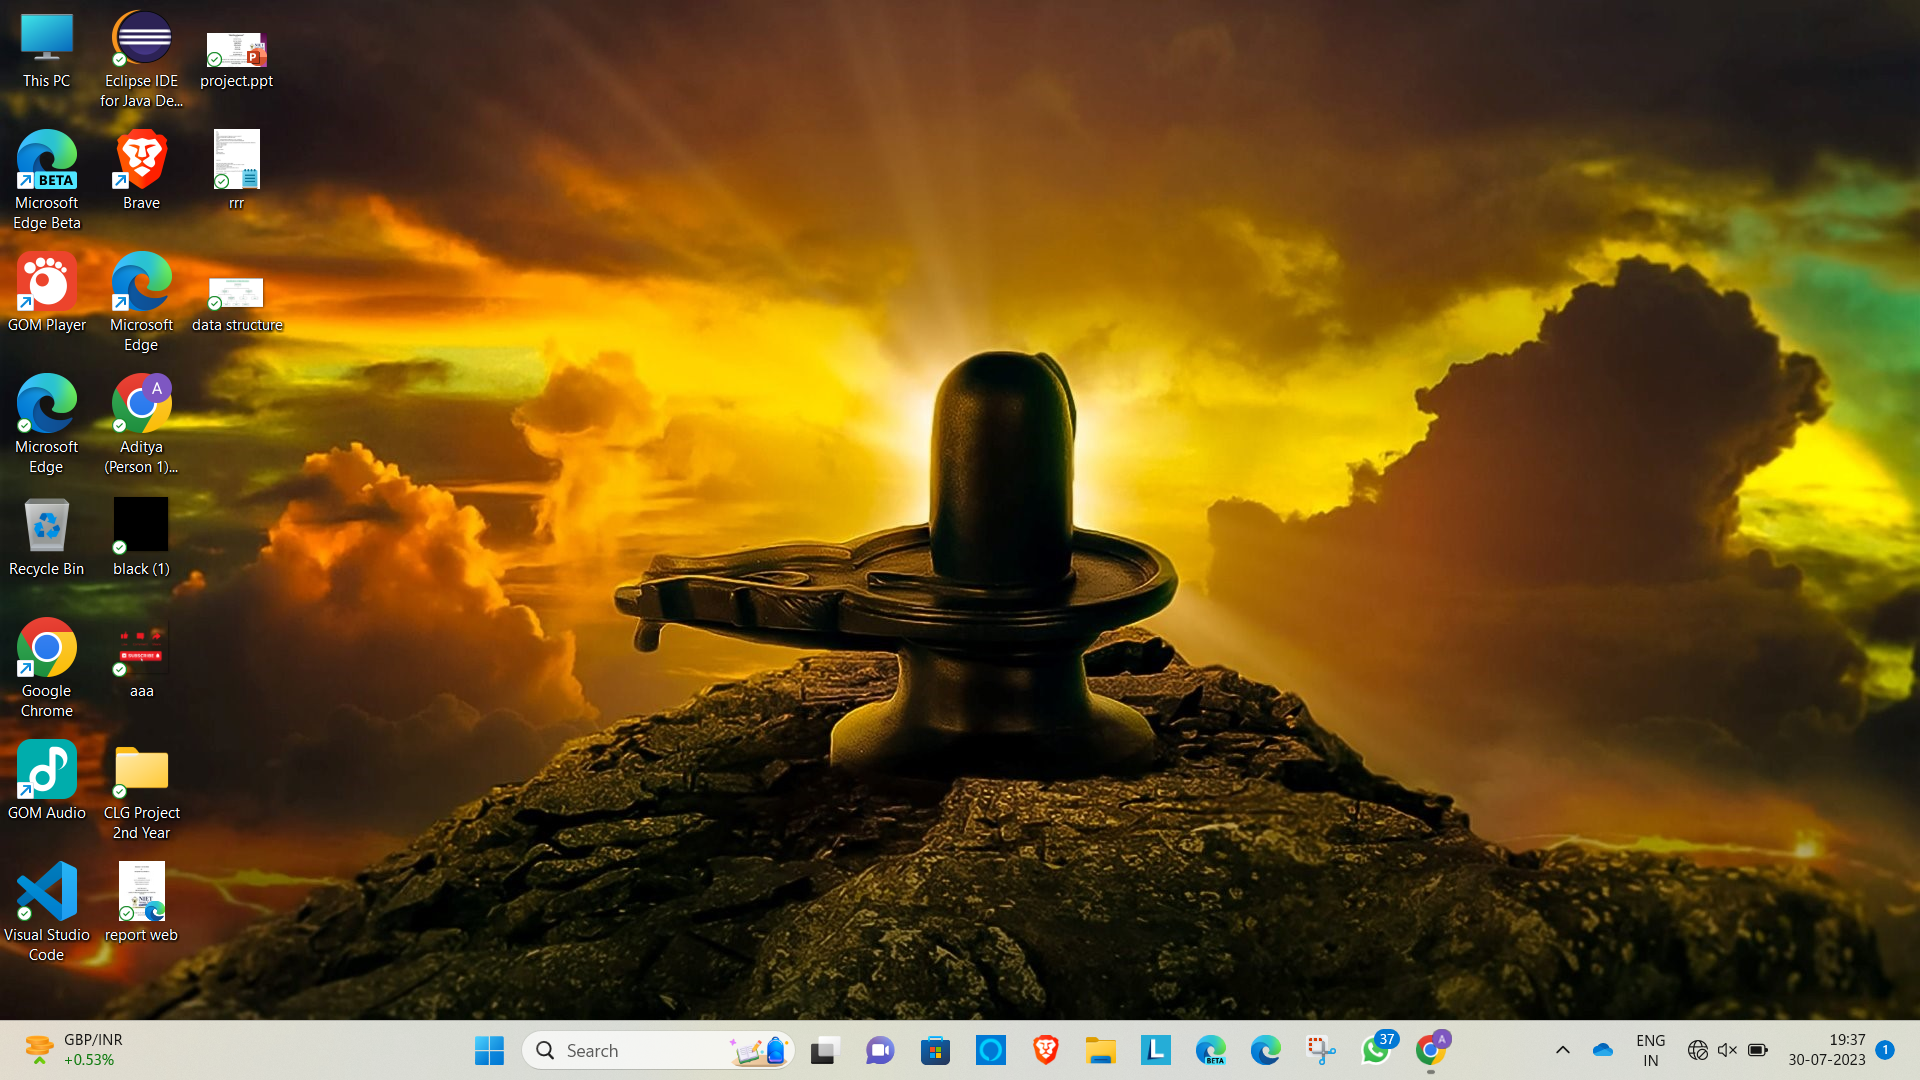 This PC
Eclipse IDE
for Java De...
project.ppt
BETA
Microsoft
Edge Beta
Brave
rrr
GOM Player
Microsoft
Edge
data structure
Microsoft
Edge
A
Aditya
(Person 1)...
Recycle Bin
black (1)
Google
Chrome
SUBSCRIBE
aaa
GOM Audio
CLG Project
2nd Year
Visual Studio
Code
NIET
report web
GBP/INR
+0.53%
Search
L
BETA
37
A
ENG
IN
19:37
30-07-2023
1